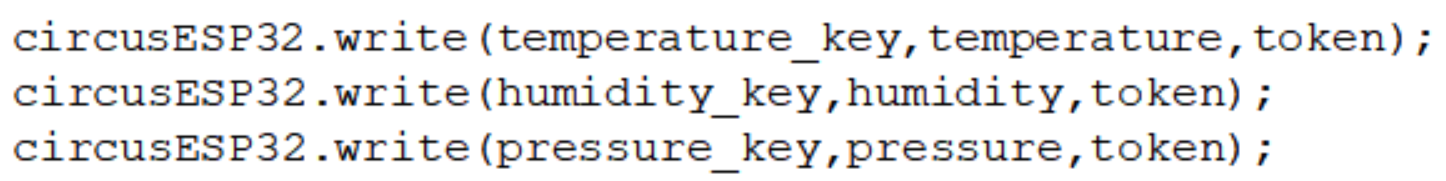 circusESP32.write(temperature_key,temperature,token);
circusESP32.write(humidity_key,humidity,token);
circusESP32.write(pressure_key,pressure,token);